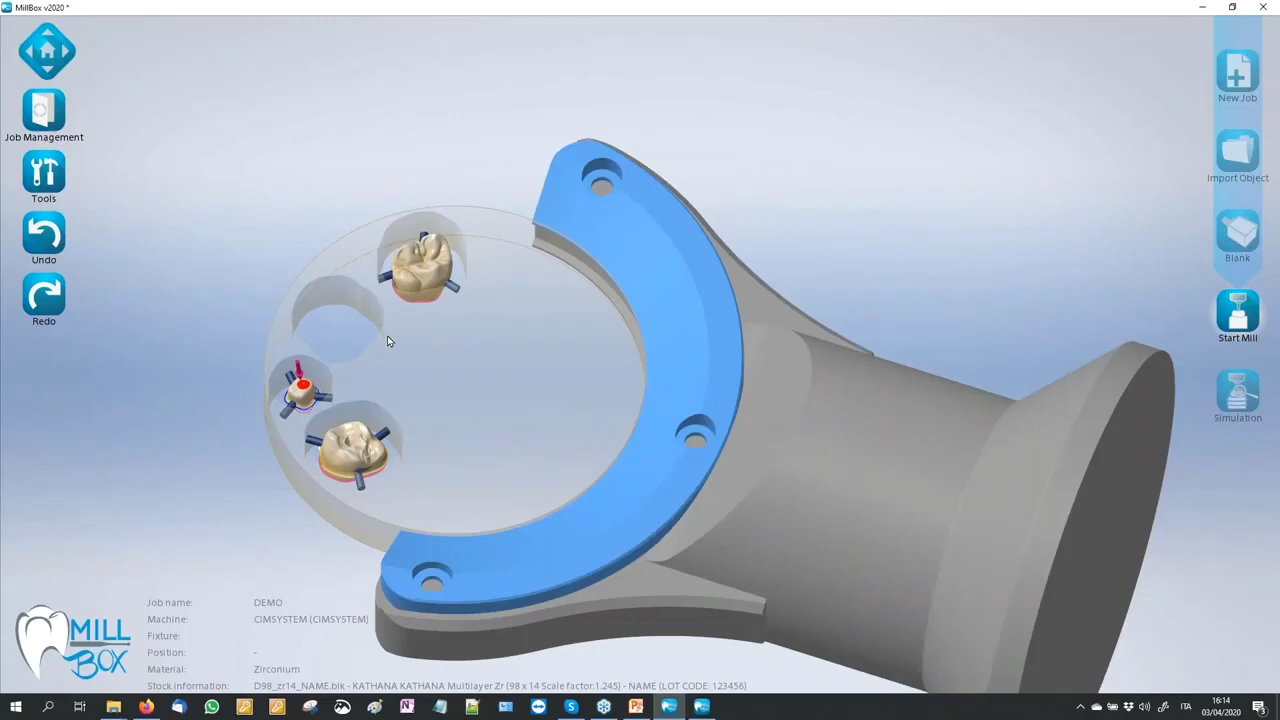 MillBox v2020 *
Job Management
Tools
Undo
Redo
New Job
Import Object
Blank
Start Mill
Simulation
MILL
BOX
Job name: DEMO
Machine: CIMSYSTEM (CIMSYSTEM)
Fixture:
Position: -
Material: Zirconium
Stock information: D98_zr14_NAME.blk - KATHANA KATHANA Multilayer Zr (98 x 14 Scale factor:1.245) - NAME (LOT CODE: 123456)
ITA
16:14
03/04/2020